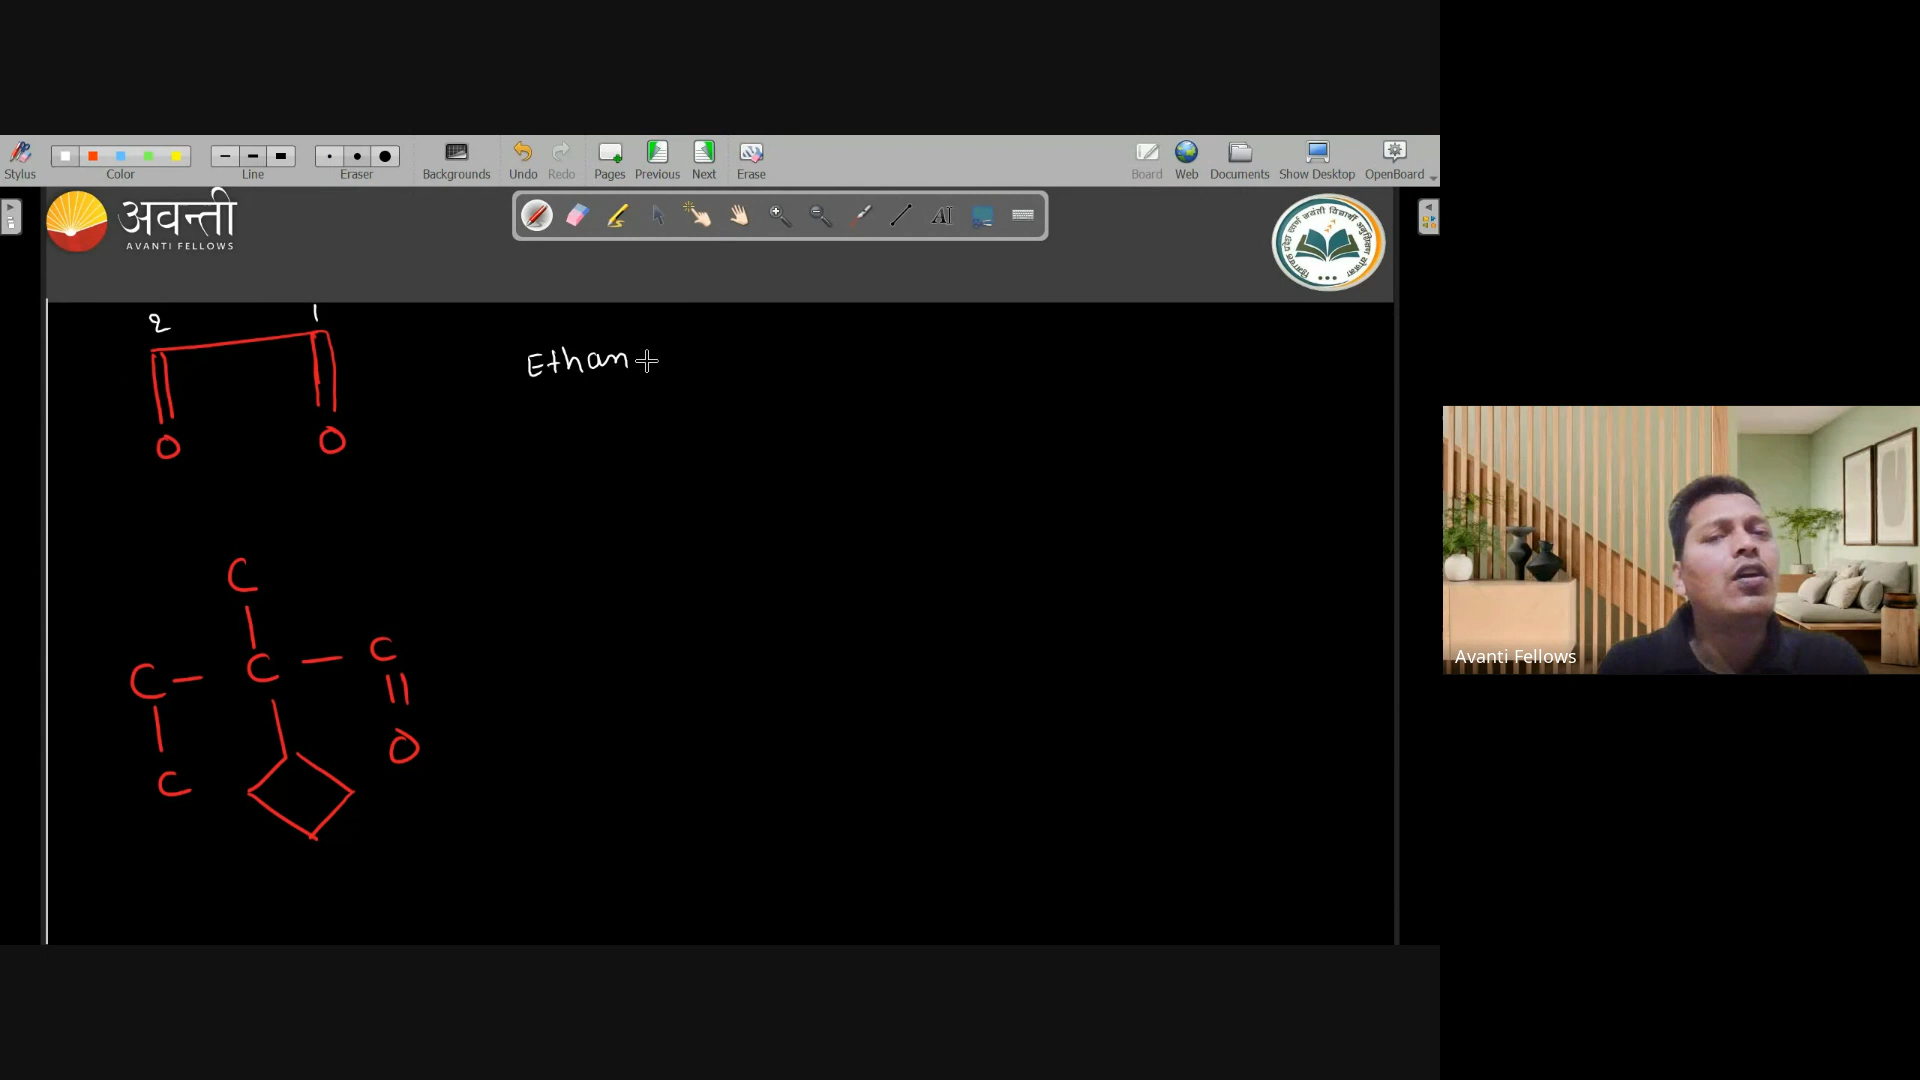 Stylus
Color
Line
Eraser
Backgrounds
Undo
Redo
Pages
Previous
Next
Erase
Board
Web
Documents
Show Desktop
OpenBoard
अवन्ती
AVANTI FELLOWS
2 1
Ethan
O O
C
C C C
O
C
Avanti Fellows